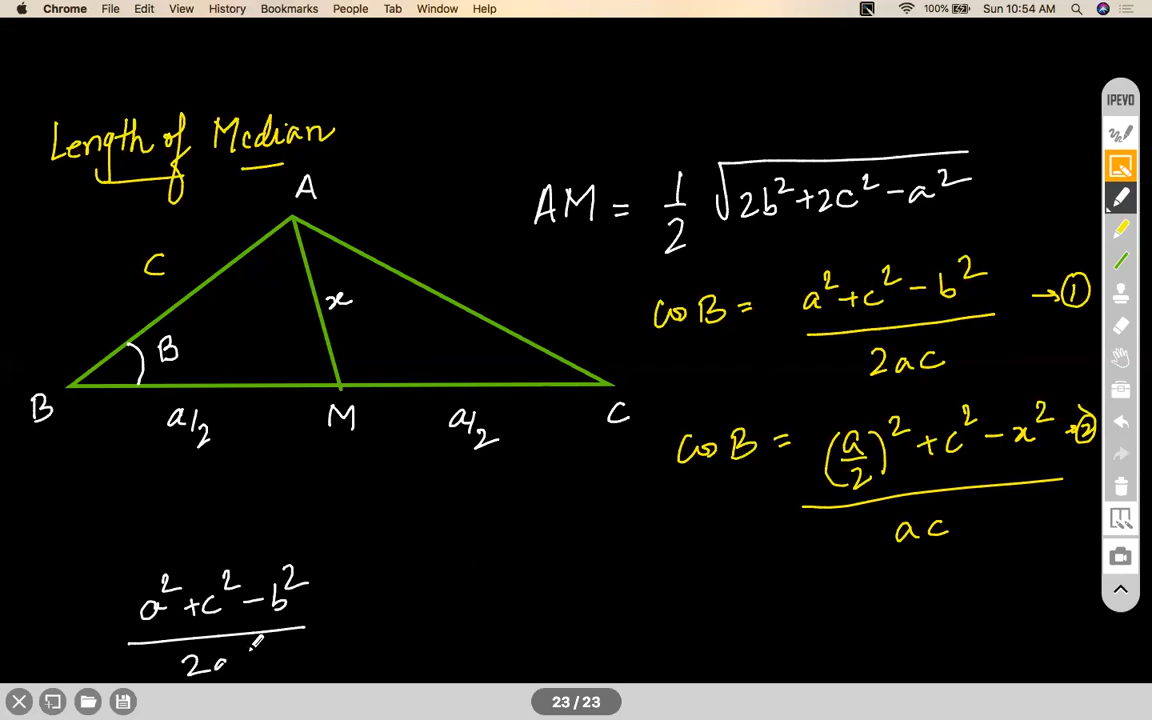 Chrome File Edit View History Bookmarks People Tab Window Help 100% Sun 10:54 AM
IPEVO
Length of Median
A
AM = 1/2 √(2b²+2c²-a²)
C
x
cos B = (a²+c²-b²)/2ac →①
B
B
a/2
M
a/2
C
cos B = ((a/2)²+c²-x²)/ac →②
a²+c²-b²
2a
23 / 23